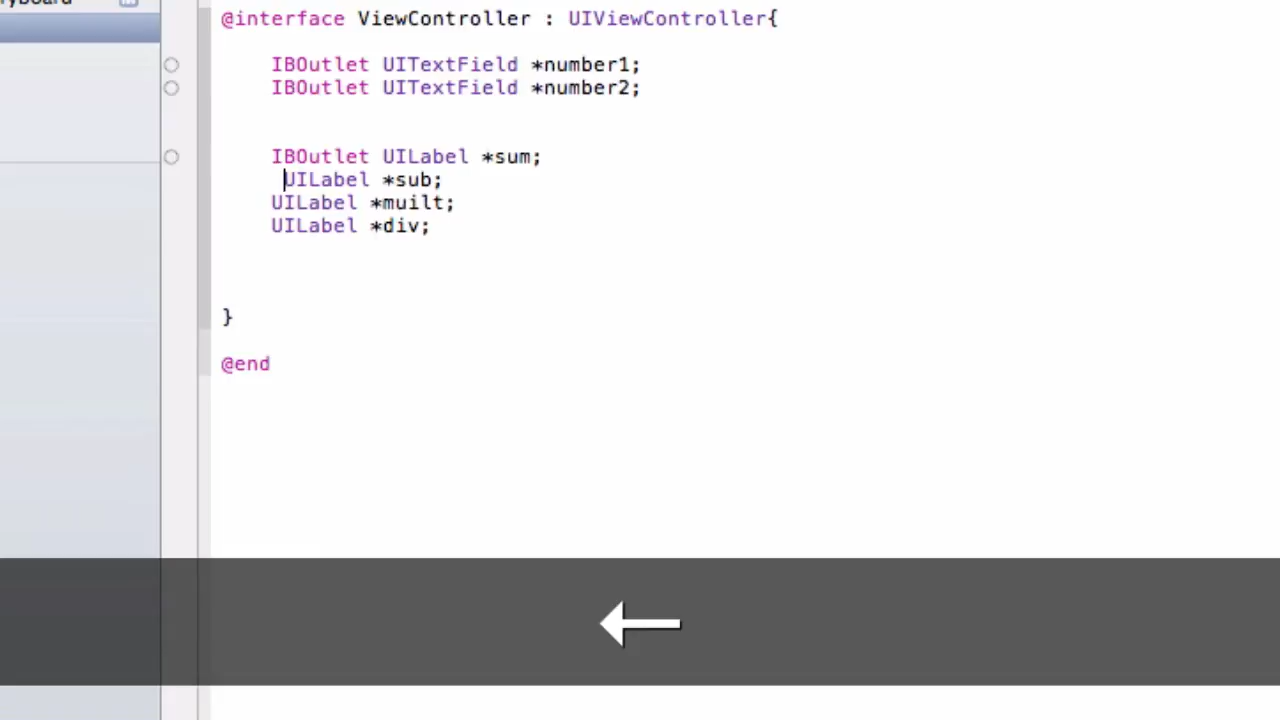 @interface ViewController : UIViewController{
IBOutlet UITextField *number1;
IBOutlet UITextField *number2;
IBOutlet UILabel *sum;
UILabel *sub;
UILabel *muilt;
UILabel *div;
}
@end